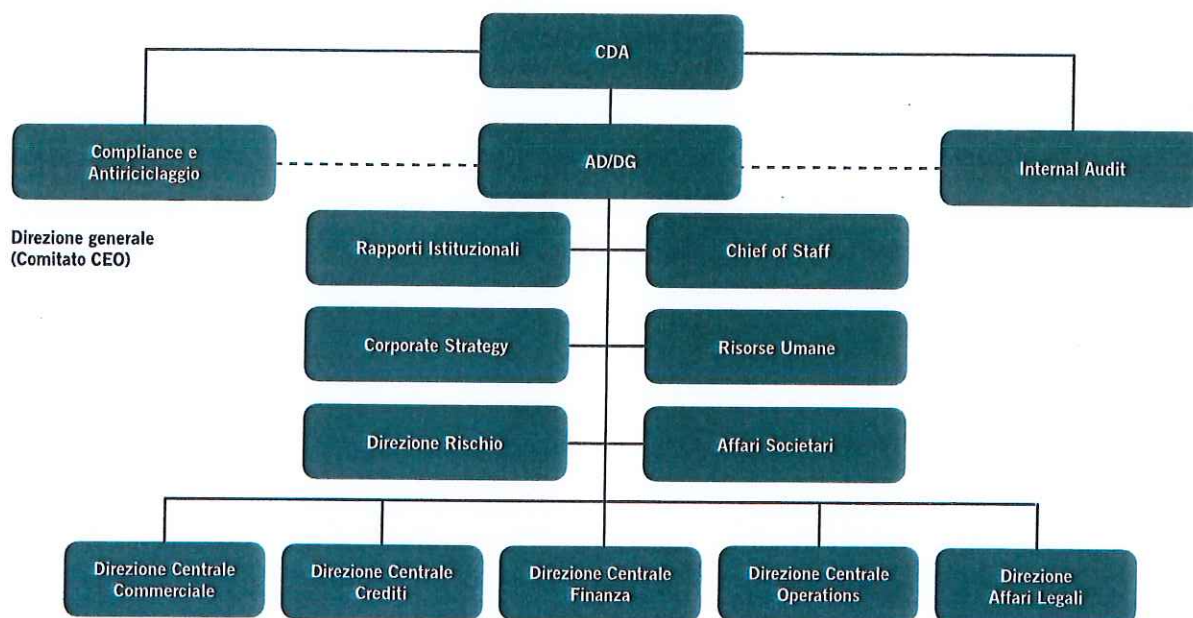 CDA
Compliance e
Antiriciclaggio
AD/DG
Internal Audit
Direzione generale
(Comitato CEO)
Rapporti Istituzionali
Chief of Staff
Corporate Strategy
Risorse Umane
Direzione Rischio
Affari Societari
Direzione Centrale
Commerciale
Direzione Centrale
Crediti
Direzione Centrale
Finanza
Direzione Centrale
Operations
Direzione
Affari Legali